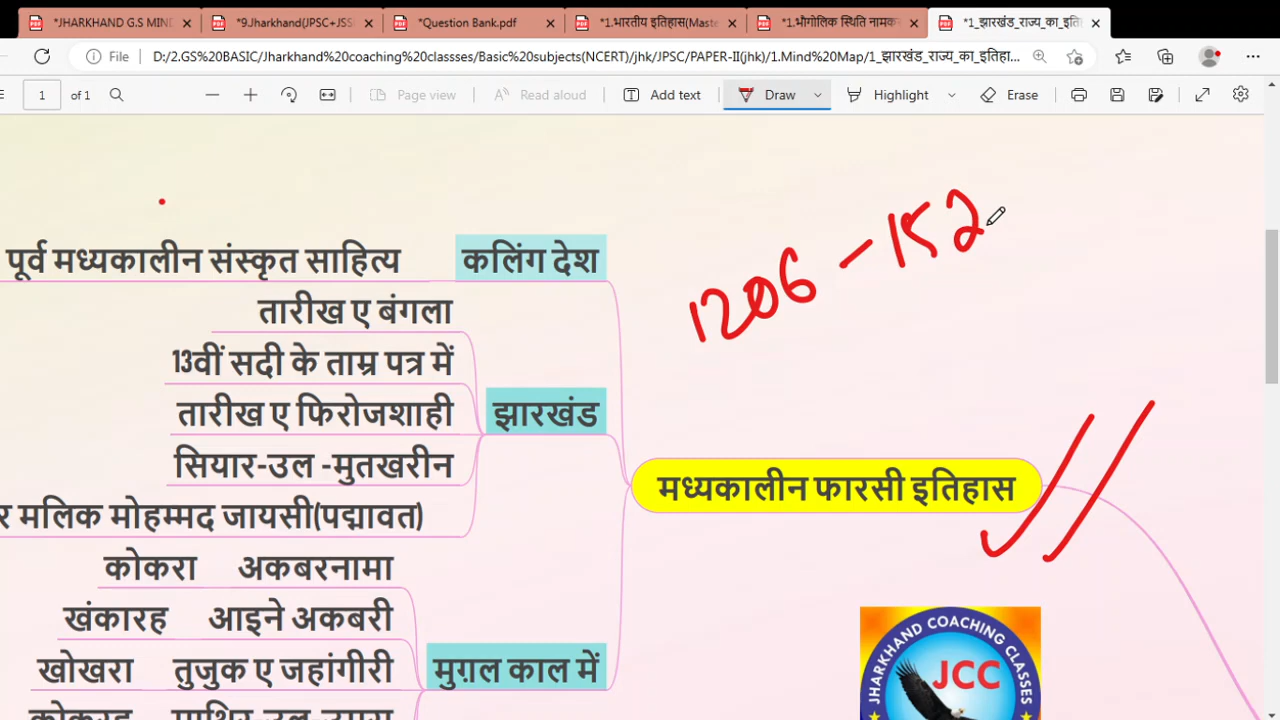 *JHARKHAND G.S MIND
*9.Jharkhand(JPSC+JSS
*Question Bank.pdf
*1.भारतीय इतिहास(Maste
*1.भौगोलिक स्थिति नामकर
*1_झारखंड_राज्य_का_इति
File D:/2.GS%20BASIC/Jharkhand%20coaching%20classses/Basic%20subjects(NCERT)/jhk/JPSC/PAPER-II(jhk)/1.Mind%20Map/1_झारखंड_राज्य_का_इतिहा...
1 of 1 Page view Read aloud Add text Draw Highlight Erase
1206 - 152
पूर्व मध्यकालीन संस्कृत साहित्य कलिंग देश
तारीख ए बंगला
13वीं सदी के ताम्र पत्र में
तारीख ए फिरोजशाही झारखंड
सियार-उल -मुतखरीन
मध्यकालीन फारसी इतिहास
र मलिक मोहम्मद जायसी(पद्मावत)
कोकरा अकबरनामा
खंकारह आइने अकबरी
खोखरा तुजुक ए जहांगीरी मुग़ल काल में
JHARKHAND COACHING CLASSES
JCC